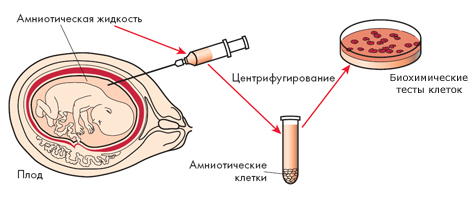 Амниотическая жидкость
Центрифугирование
Биохимические
тесты клеток
Амниотические
клетки
Плод